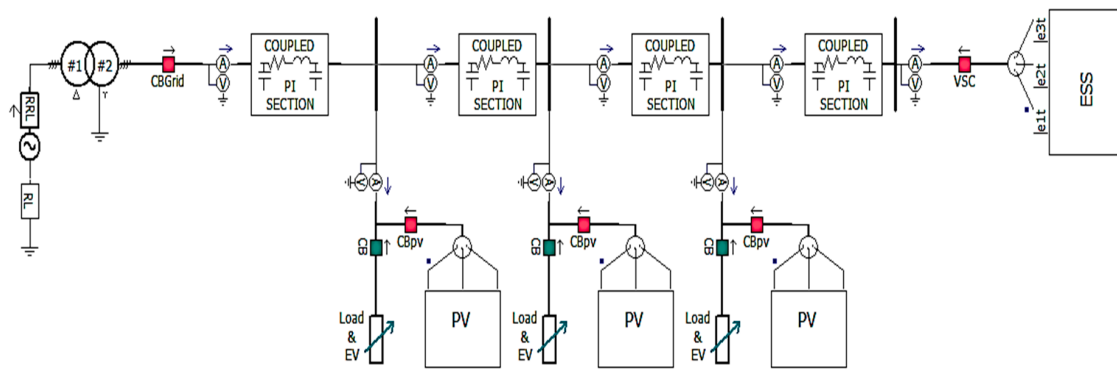 COUPLED
PI
SECTION
COUPLED
PI
SECTION
COUPLED
PI
SECTION
COUPLED
PI
SECTION
#1
#2
Δ
Y
CBGrid
A
V
A
V
A
V
A
V
A
V
VSC
e3t
e2t
e1t
ESS
RRL
RL
V
A
V
A
V
A
CBpv
CB
CBpv
CB
CBpv
CB
Load
&
EV
PV
Load
&
EV
PV
Load
&
EV
PV